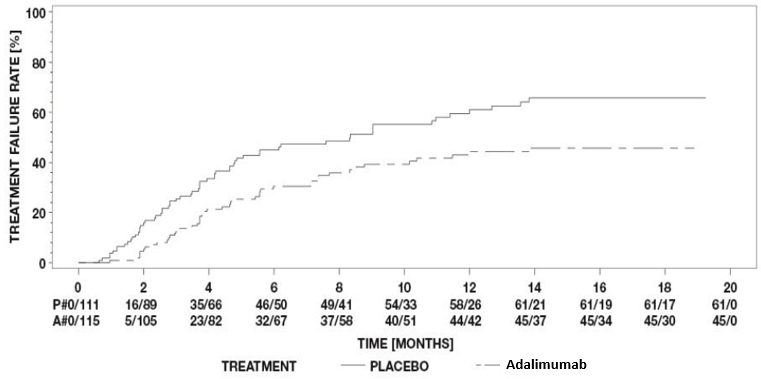 TREATMENT FAILURE RATE [%]
100
80
60
40
20
0
0 2 4 6 8 10 12 14 16 18 20
P#0/111 16/89 35/66 46/50 49/41 54/33 58/26 61/21 61/19 61/17 61/0
A#0/115 5/105 23/82 32/67 37/58 40/51 44/42 45/37 45/34 45/30 45/0
TIME [MONTHS]
TREATMENT PLACEBO Adalimumab